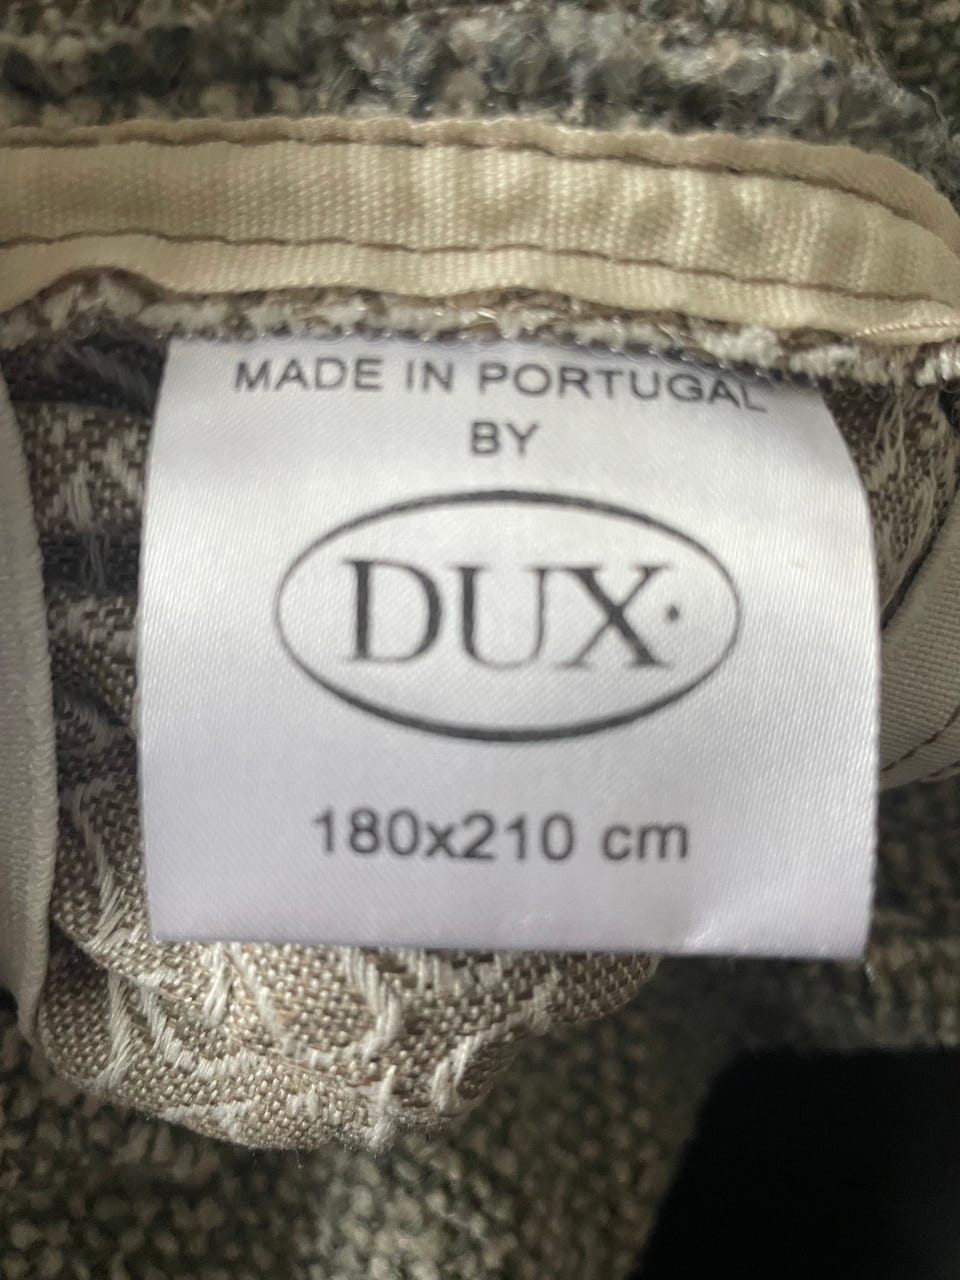 MADE IN PORTUGAL
BY
DUX·
180x210 cm